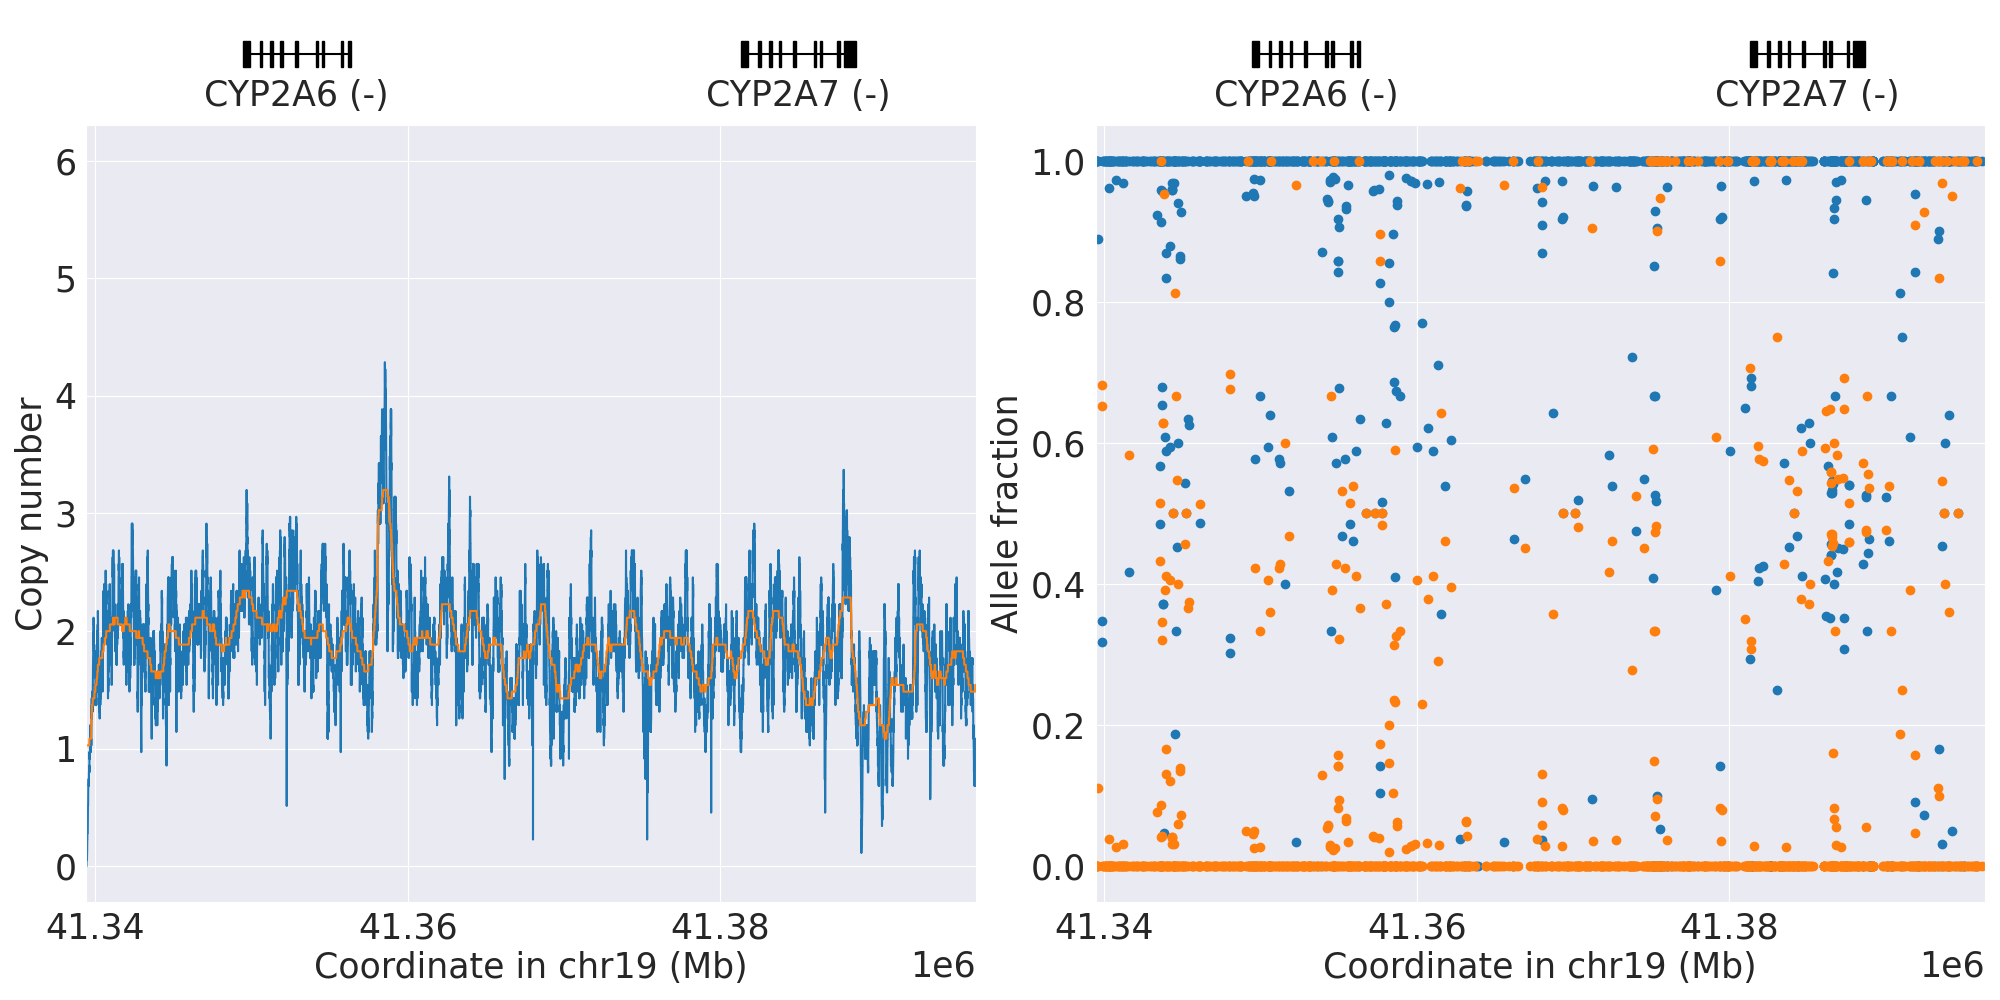 CYP2A6 (-)
CYP2A7 (-)
6
5
4
3
2
1
0
Copy number
41.34
41.36
41.38
Coordinate in chr19 (Mb)
1e6
CYP2A6 (-)
CYP2A7 (-)
1.0
0.8
0.6
0.4
0.2
0.0
Allele fraction
41.34
41.36
41.38
Coordinate in chr19 (Mb)
1e6